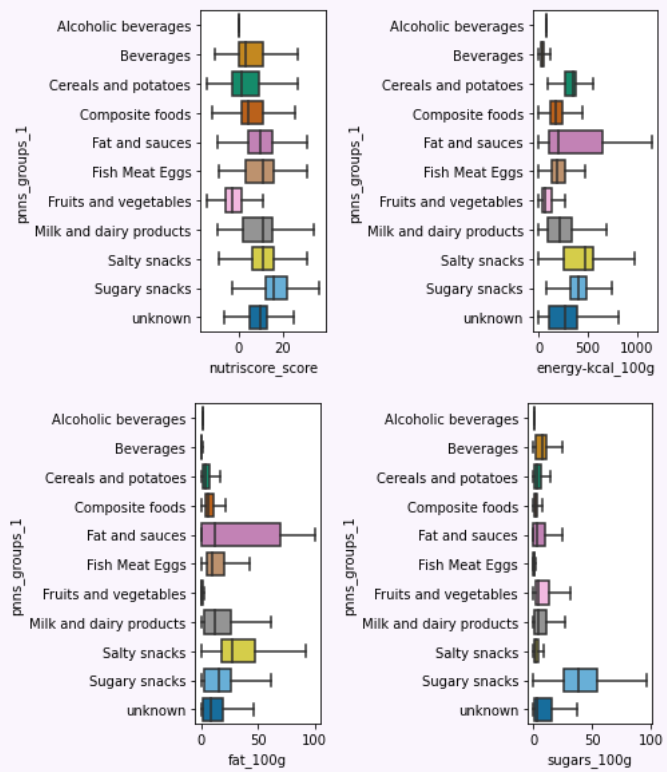 Alcoholic beverages
Beverages
Cereals and potatoes
Composite foods
Fat and sauces
Fish Meat Eggs
Fruits and vegetables
Milk and dairy products
Salty snacks
Sugary snacks
unknown
pnns_groups_1
0 20
nutriscore_score
Alcoholic beverages
Beverages
Cereals and potatoes
Composite foods
Fat and sauces
Fish Meat Eggs
Fruits and vegetables
Milk and dairy products
Salty snacks
Sugary snacks
unknown
pnns_groups_1
0 500 1000
energy-kcal_100g
Alcoholic beverages
Beverages
Cereals and potatoes
Composite foods
Fat and sauces
Fish Meat Eggs
Fruits and vegetables
Milk and dairy products
Salty snacks
Sugary snacks
unknown
pnns_groups_1
0 50 100
fat_100g
Alcoholic beverages
Beverages
Cereals and potatoes
Composite foods
Fat and sauces
Fish Meat Eggs
Fruits and vegetables
Milk and dairy products
Salty snacks
Sugary snacks
unknown
pnns_groups_1
0 50 100
sugars_100g